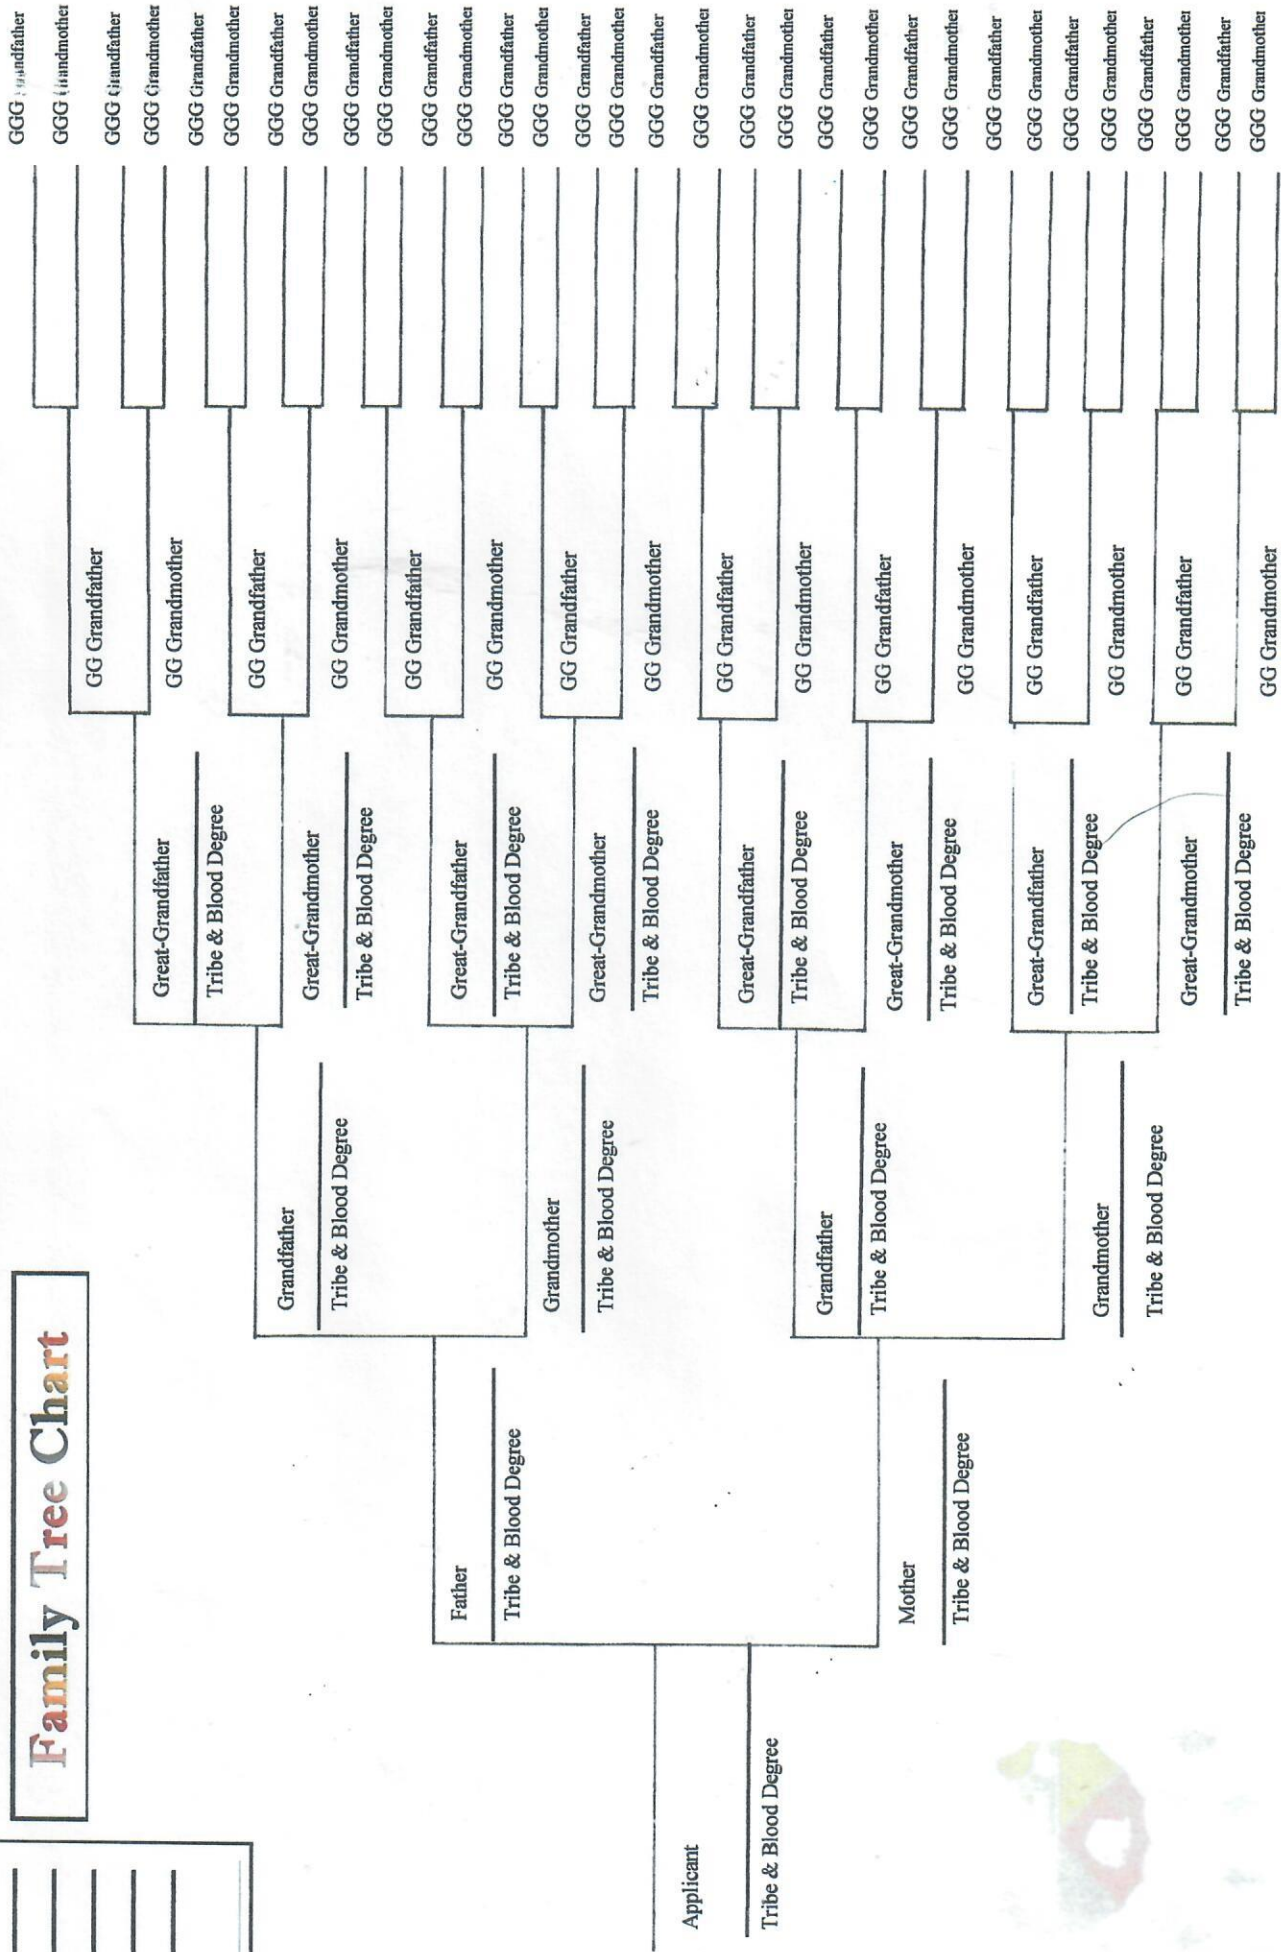 Family Tree Chart
Applicant
Tribe & Blood Degree
Father
Tribe & Blood Degree
Mother
Tribe & Blood Degree
Grandfather
Tribe & Blood Degree
Grandmother
Tribe & Blood Degree
Grandfather
Tribe & Blood Degree
Grandmother
Tribe & Blood Degree
Great-Grandfather
Tribe & Blood Degree
Great-Grandmother
Tribe & Blood Degree
Great-Grandfather
Tribe & Blood Degree
Great-Grandmother
Tribe & Blood Degree
Great-Grandfather
Tribe & Blood Degree
Great-Grandmother
Tribe & Blood Degree
Great-Grandfather
Tribe & Blood Degree
Great-Grandmother
Tribe & Blood Degree
GG Grandfather
GG Grandmother
GG Grandfather
GG Grandmother
GG Grandfather
GG Grandmother
GG Grandfather
GG Grandmother
GG Grandfather
GG Grandmother
GG Grandfather
GG Grandmother
GG Grandfather
GG Grandmother
GG Grandfather
GG Grandmother
GGG Grandfather
GGG Grandmother
GGG Grandfather
GGG Grandmother
GGG Grandfather
GGG Grandmother
GGG Grandfather
GGG Grandmother
GGG Grandfather
GGG Grandmother
GGG Grandfather
GGG Grandmother
GGG Grandfather
GGG Grandmother
GGG Grandfather
GGG Grandmother
GGG Grandfather
GGG Grandmother
GGG Grandfather
GGG Grandmother
GGG Grandfather
GGG Grandmother
GGG Grandfather
GGG Grandmother
GGG Grandfather
GGG Grandmother
GGG Grandfather
GGG Grandmother
GGG Grandfather
GGG Grandmother
GGG Grandfather
GGG Grandmother